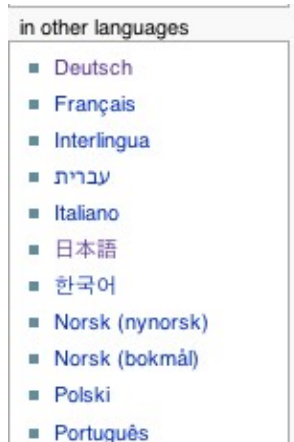 in other languages
Deutsch
Français
Interlingua
עברית
Italiano
日本語
한국어
Norsk (nynorsk)
Norsk (bokmål)
Polski
Português